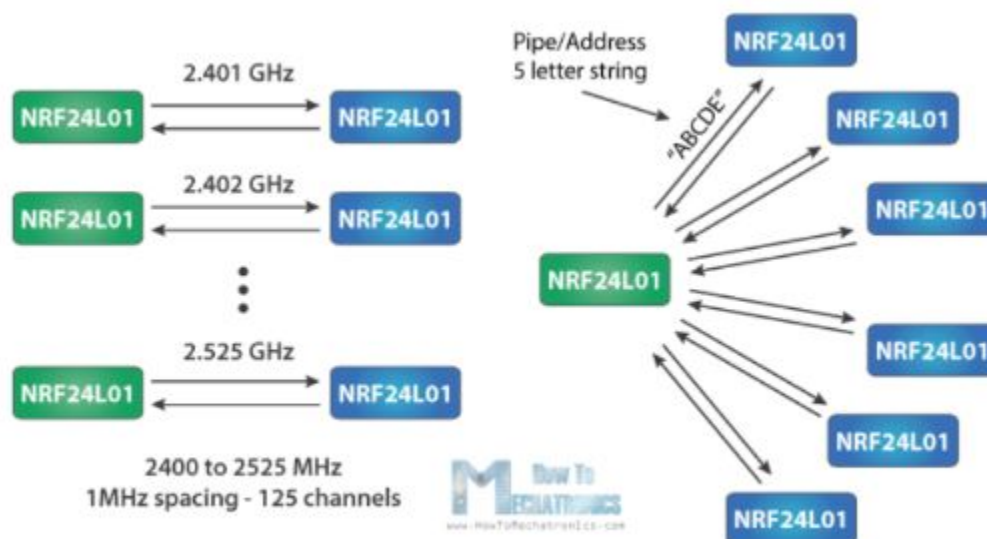 2.401 GHz
NRF24L01
NRF24L01
2.402 GHz
NRF24L01
NRF24L01
2.525 GHz
NRF24L01
NRF24L01
2400 to 2525 MHz
1MHz spacing - 125 channels
Pipe/Address
5 letter string
"ABCDE"
NRF24L01
NRF24L01
NRF24L01
NRF24L01
NRF24L01
NRF24L01
NRF24L01
How To
MECHATRONICS
www.HowToMechatronics.com